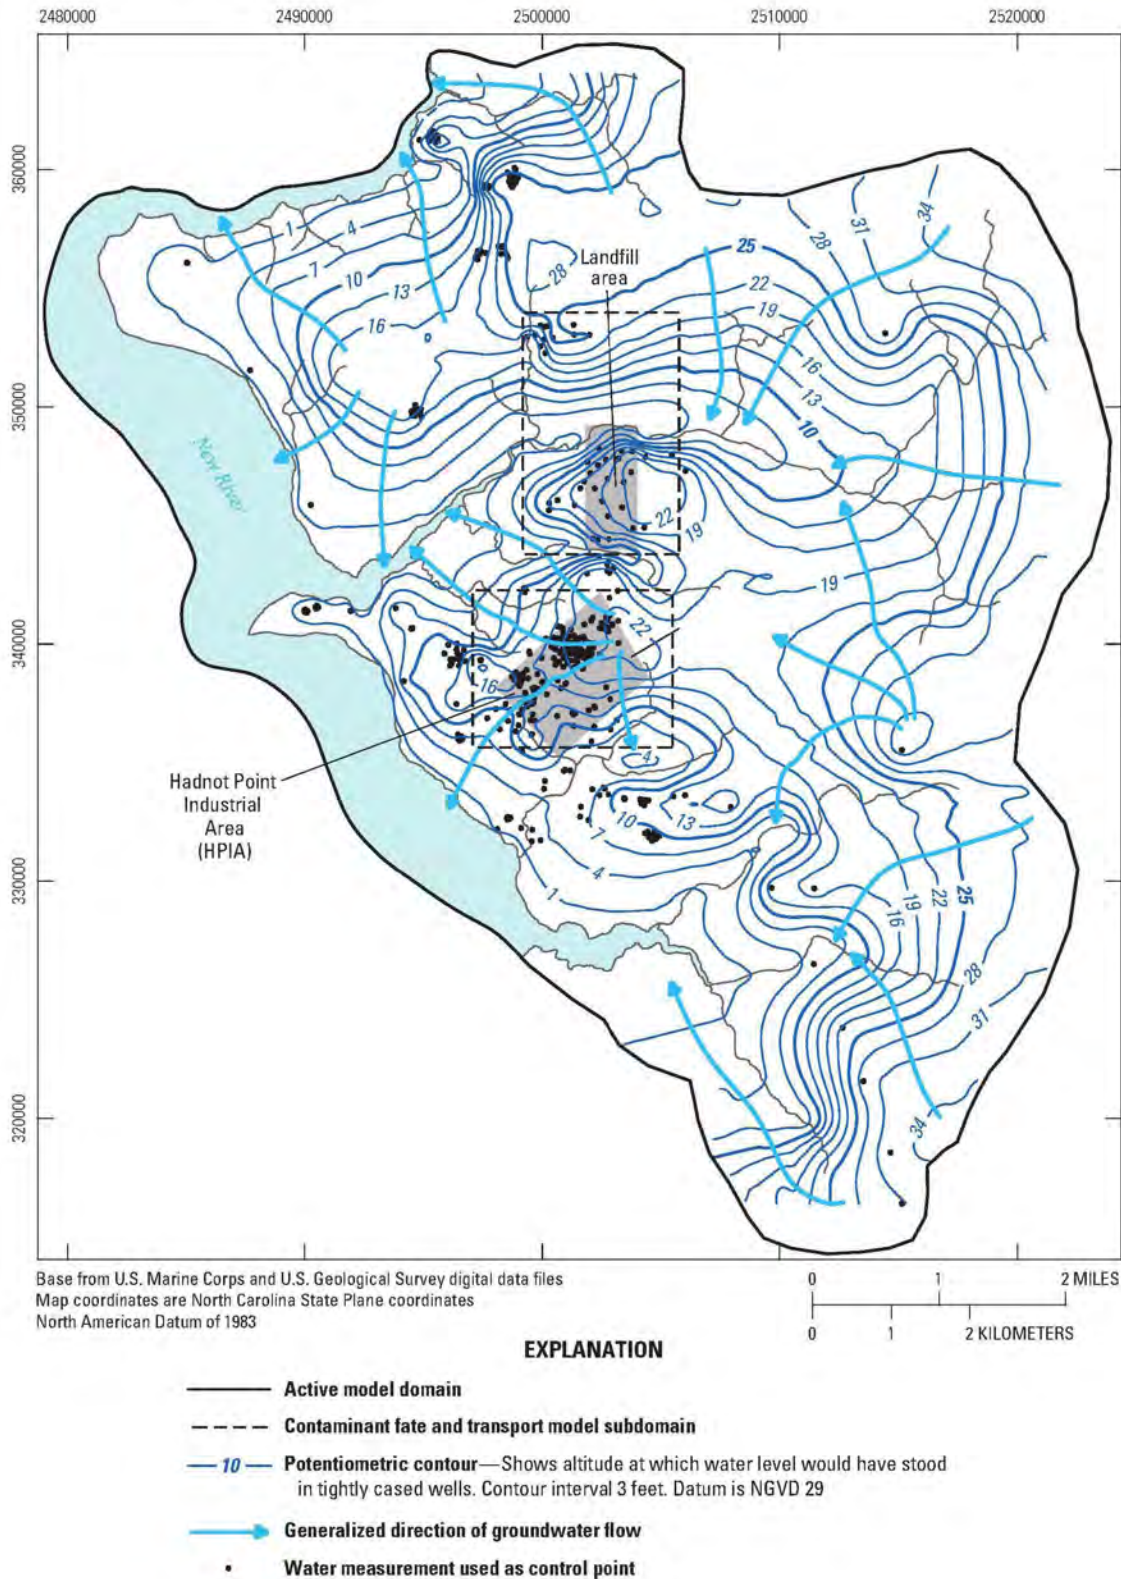 2480000 2490000 2500000 2510000 2520000
360000
350000
340000
330000
320000
34
31
28
1
4
7
10
13
16
28
Landfill
area
25
22
19
16
13
10
New River
22
19
19
22
16
4
Hadnot Point
Industrial
Area
(HPIA)
10
13
7
4
1
25
22
19
16
28
31
34
Base from U.S. Marine Corps and U.S. Geological Survey digital data files
Map coordinates are North Carolina State Plane coordinates
North American Datum of 1983
0 1 2 MILES
0 1 2 KILOMETERS
EXPLANATION
Active model domain
Contaminant fate and transport model subdomain
10 Potentiometric contour—Shows altitude at which water level would have stood
in tightly cased wells. Contour interval 3 feet. Datum is NGVD 29
Generalized direction of groundwater flow
Water measurement used as control point